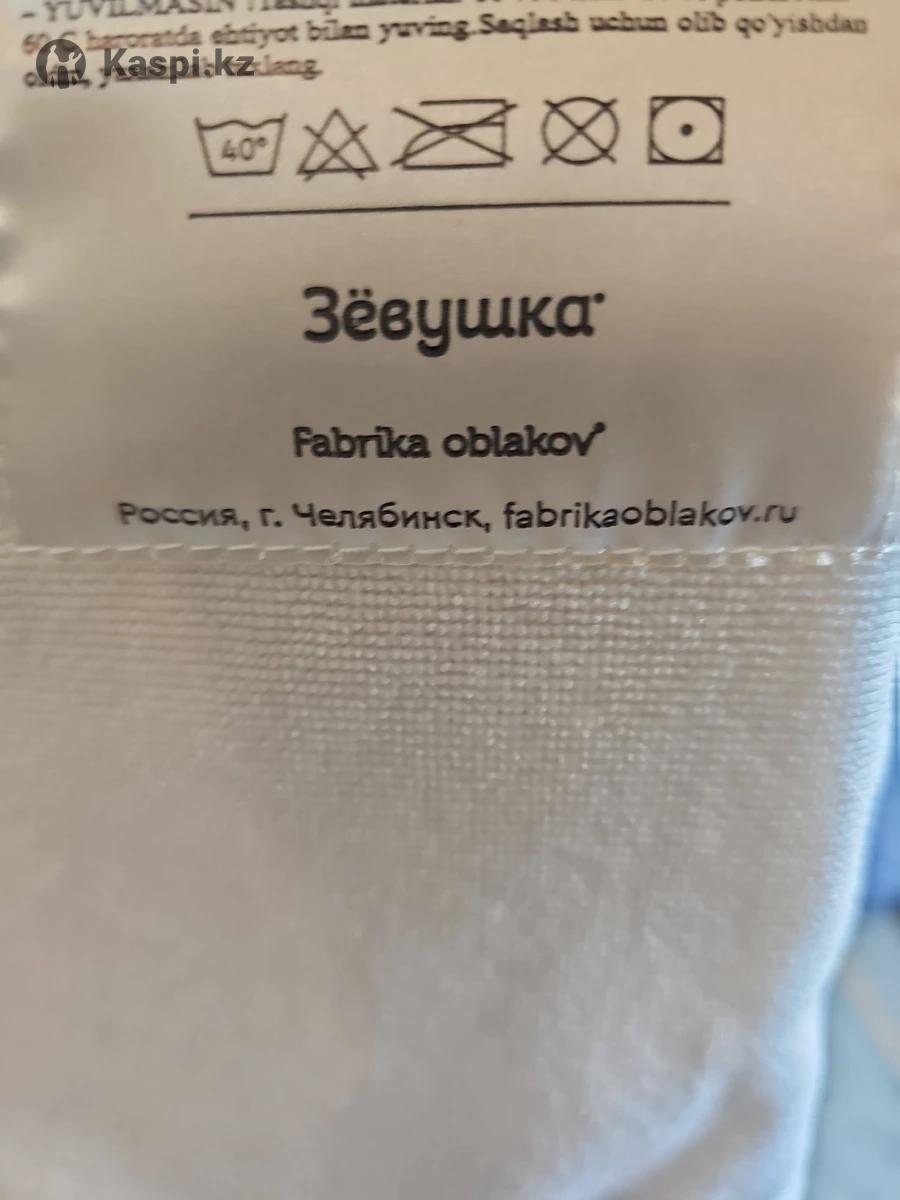 – YUVILMASIN
60 C haroratda ehtiyot bilan yuving.Saqlash uchun olib qo'yishdan
Kaspi.kz
40°
Зёвушка
Fabrika oblakov
Россия, г. Челябинск, fabrikaoblakov.ru